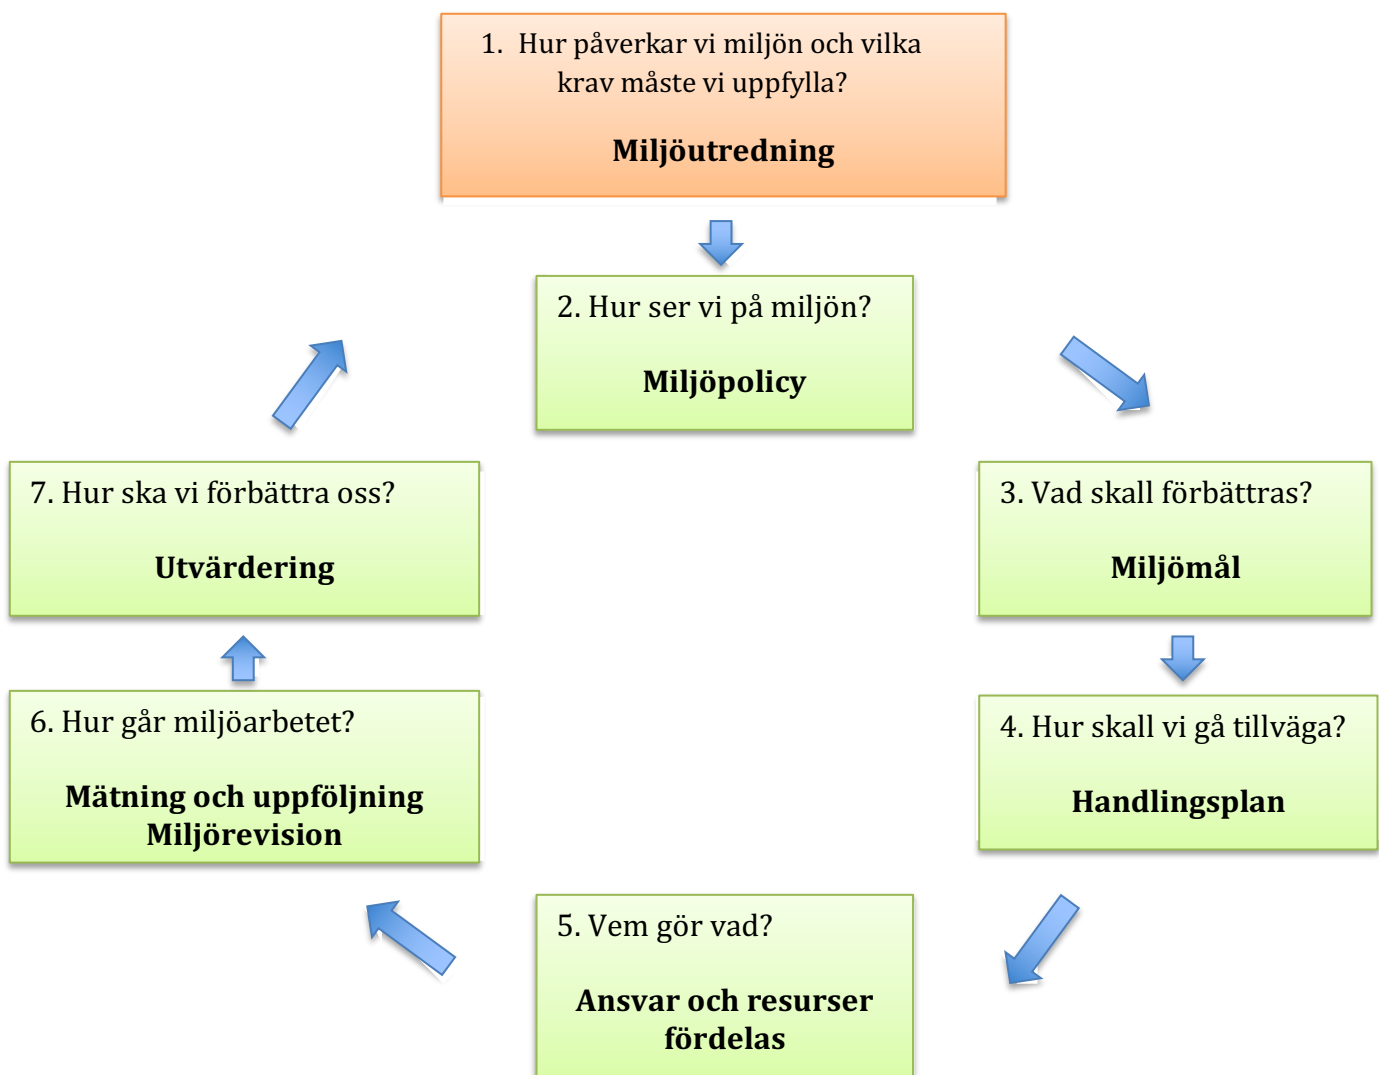 1. Hur påverkar vi miljön och vilka
krav måste vi uppfylla?
Miljöutredning
2. Hur ser vi på miljön?
Miljöpolicy
3. Vad skall förbättras?
Miljömål
4. Hur skall vi gå tillväga?
Handlingsplan
5. Vem gör vad?
Ansvar och resurser
fördelas
6. Hur går miljöarbetet?
Mätning och uppföljning
Miljörevision
7. Hur ska vi förbättra oss?
Utvärdering